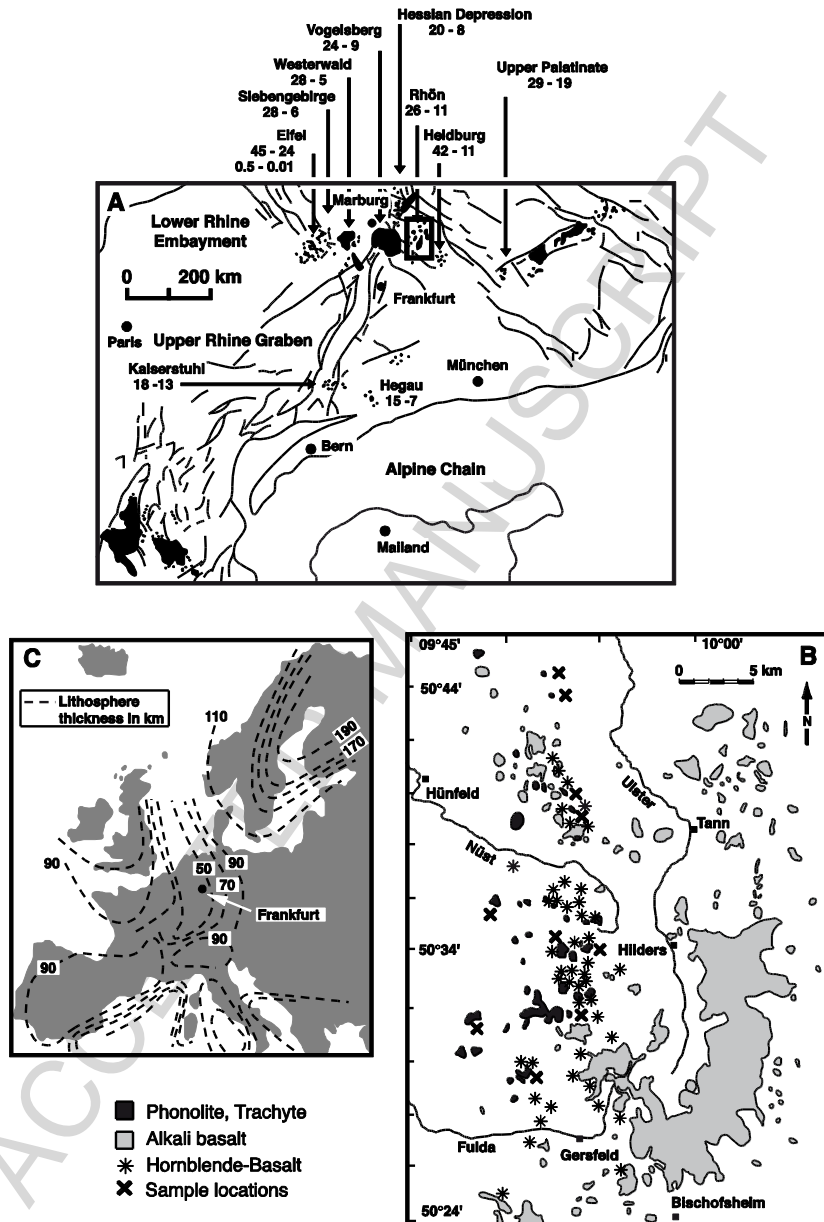 Hessian Depression
20 - 8
Vogelsberg
24 - 9
Westerwald
28 - 5
Upper Palatinate
29 - 19
Siebengebirge
28 - 6
Rhön
26 - 11
Eifel
45 - 24
0.5 - 0.01
Heldburg
42 - 11
A
Marburg
Lower Rhine
Embayment
0 200 km
Frankfurt
Paris
Upper Rhine Graben
Kaiserstuhl
18 -13
München
Hegau
15 -7
Bern
Alpine Chain
Mailand
C
Lithosphere
thickness in km
110
190
170
90
50
90
70
Frankfurt
90
90
09°45'
10°00'
B
50°44'
0 5 km
N
Hünfeld
Ulster
Tann
Nüst
50°34'
Hilders
Fulda
Gersfeld
Bischofsheim
50°24'
Phonolite, Trachyte
Alkali basalt
Hornblende-Basalt
Sample locations
ACCEPTED MANUSCRIPT